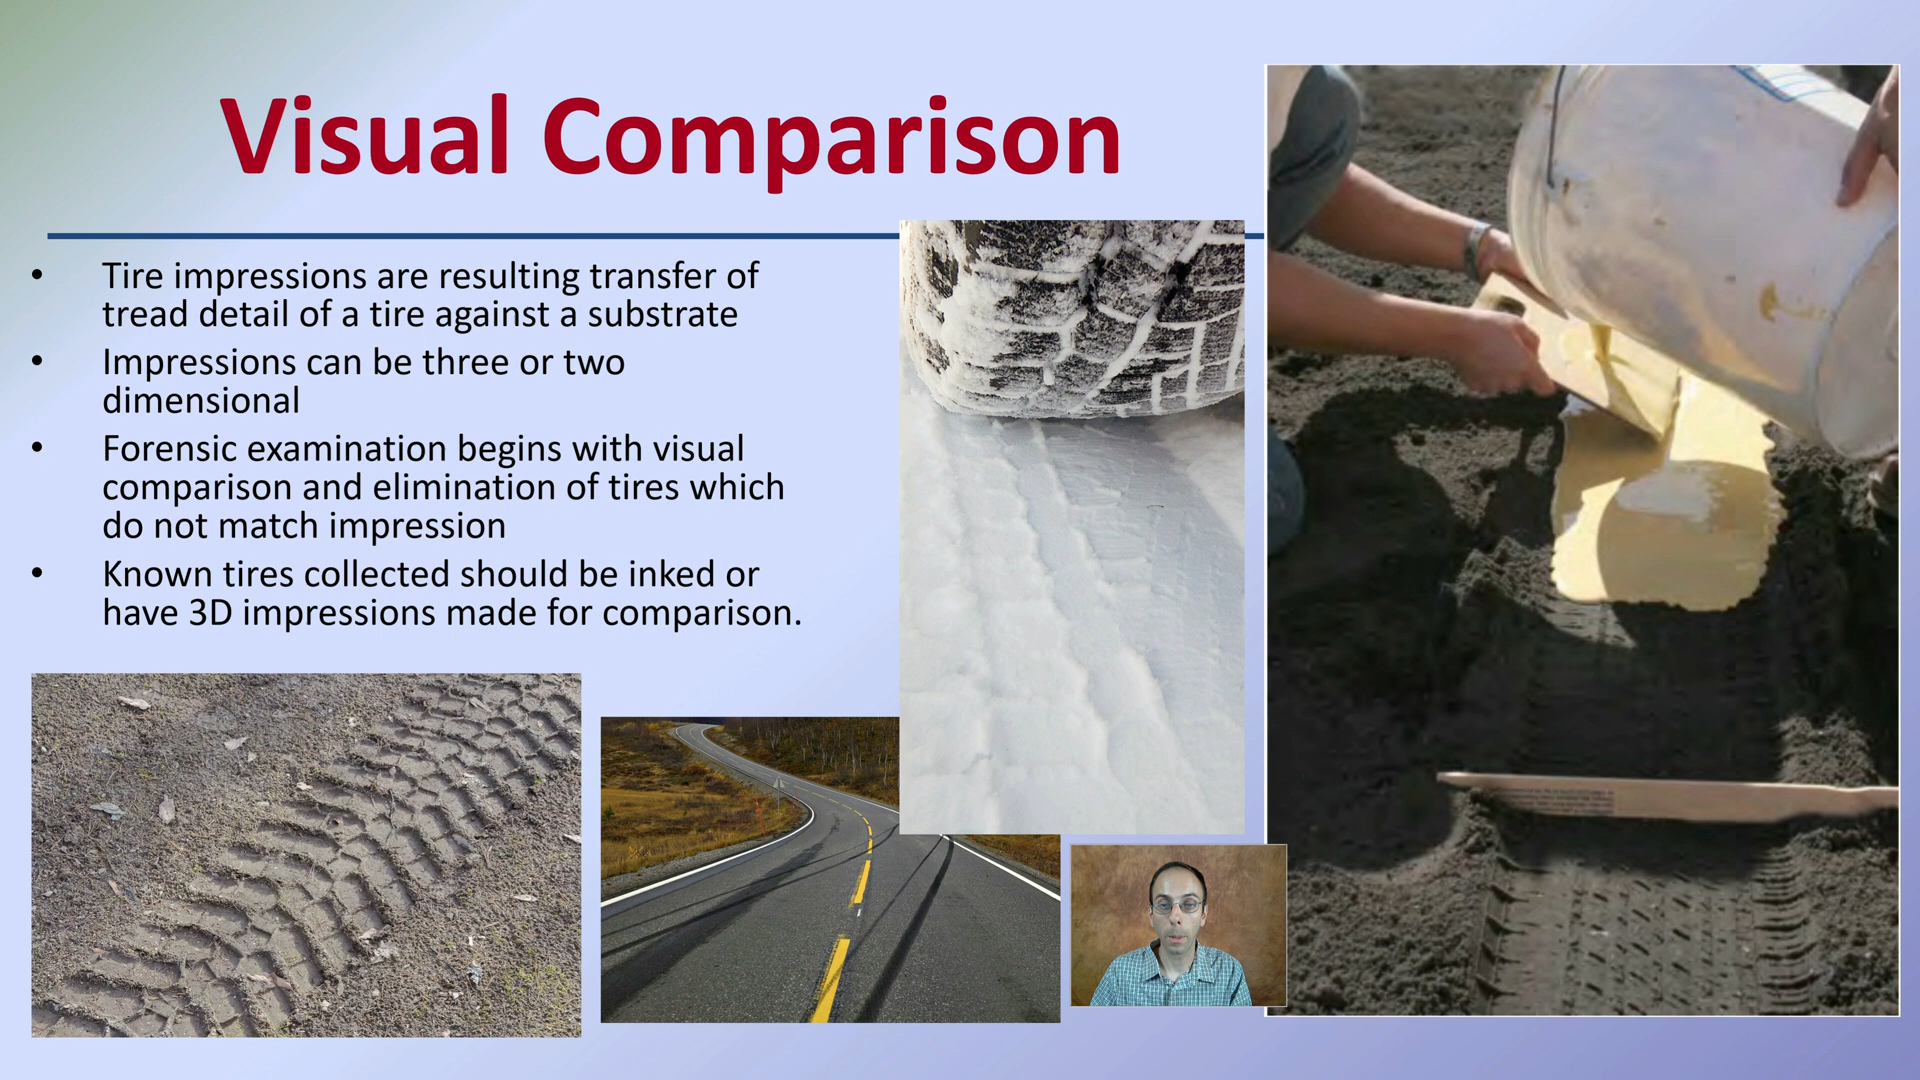 Visual Comparison
• Tire impressions are resulting transfer of
tread detail of a tire against a substrate
• Impressions can be three or two
dimensional
• Forensic examination begins with visual
comparison and elimination of tires which
do not match impression
• Known tires collected should be inked or
have 3D impressions made for comparison.